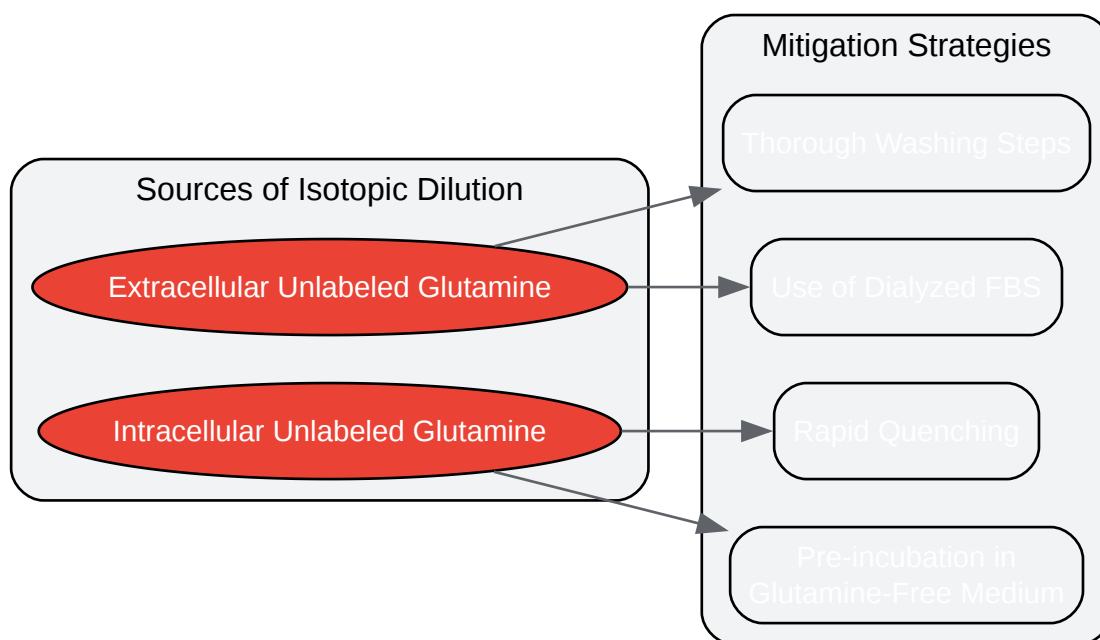 Sources of Isotopic Dilution
Extracellular Unlabeled Glutamine
Intracellular Unlabeled Glutamine
Mitigation Strategies
Thorough Washing Steps
Use of Dialyzed FBS
Rapid Quenching
Pre-incubation in
Glutamine-Free Medium